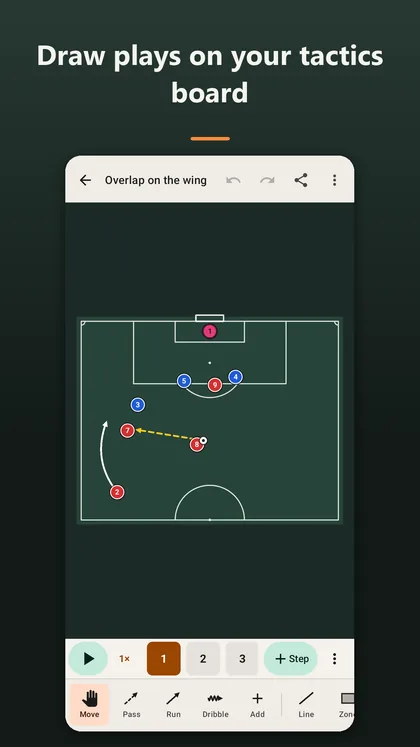 Draw plays on your tactics
board
Overlap on the wing
1
5
9
4
3
7
8
2
1×
1
2
3
+ Step
Move
Pass
Run
Dribble
Add
Line
Zon